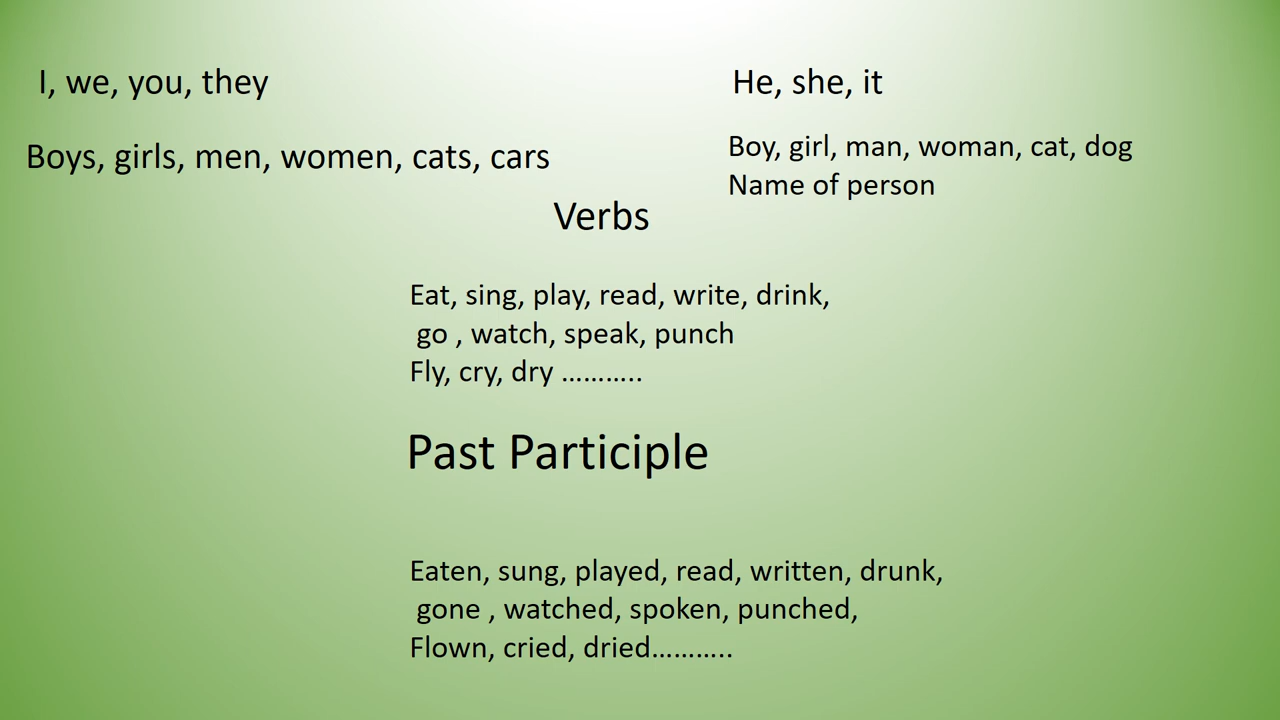 I, we, you, they
He, she, it
Boys, girls, men, women, cats, cars
Boy, girl, man, woman, cat, dog
Name of person
Verbs
Eat, sing, play, read, write, drink,
go , watch, speak, punch
Fly, cry, dry ………..
Past Participle
Eaten, sung, played, read, written, drunk,
gone , watched, spoken, punched,
Flown, cried, dried………..